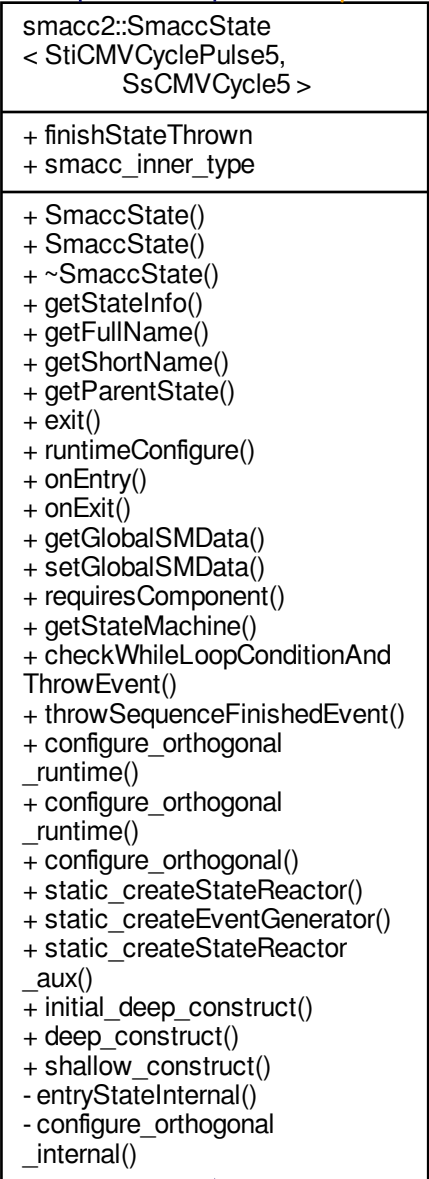 smacc2::SmaccState
< StiCMVCyclePulse5,
SsCMVCycle5 >
+ finishStateThrown
+ smacc_inner_type
+ SmaccState()
+ SmaccState()
+ ~SmaccState()
+ getStateInfo()
+ getFullName()
+ getShortName()
+ getParentState()
+ exit()
+ runtimeConfigure()
+ onEntry()
+ onExit()
+ getGlobalSMData()
+ setGlobalSMData()
+ requiresComponent()
+ getStateMachine()
+ checkWhileLoopConditionAnd
ThrowEvent()
+ throwSequenceFinishedEvent()
+ configure_orthogonal
_runtime()
+ configure_orthogonal
_runtime()
+ configure_orthogonal()
+ static_createStateReactor()
+ static_createEventGenerator()
+ static_createStateReactor
_aux()
+ initial_deep_construct()
+ deep_construct()
+ shallow_construct()
- entryStateInternal()
- configure_orthogonal
_internal()